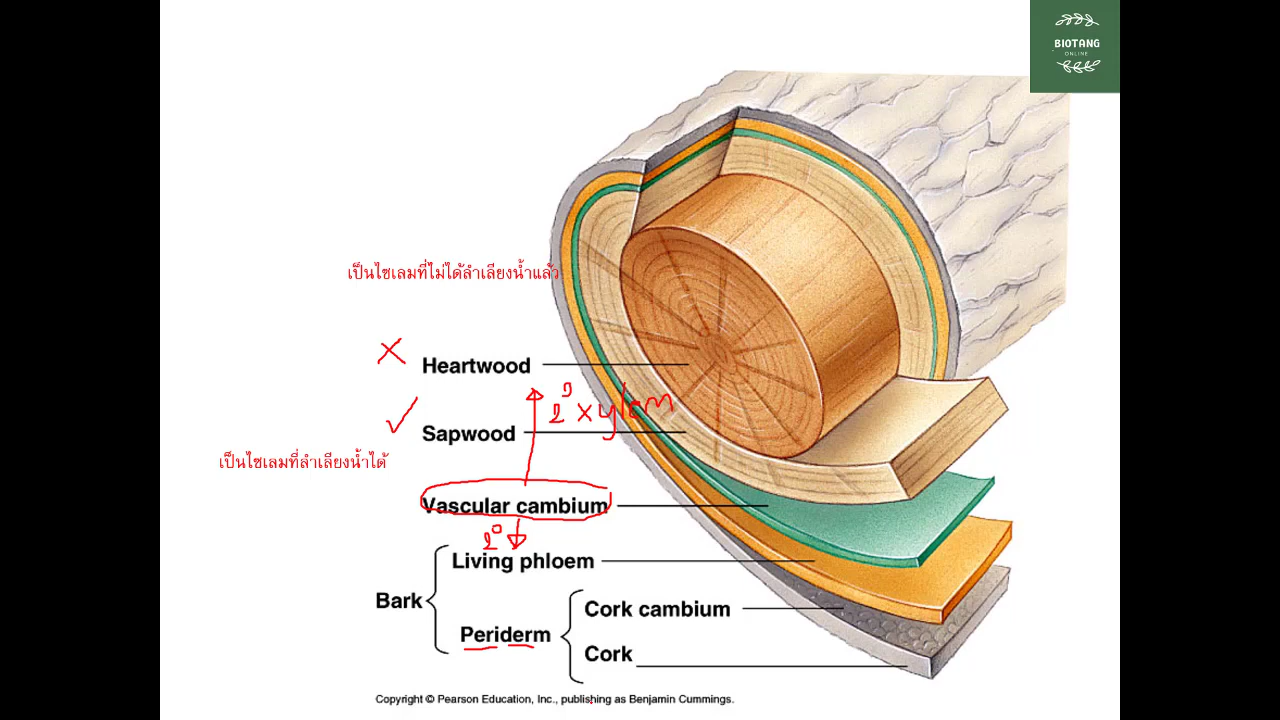 BIOTANG
ONLINE
เป็นไซเลมที่ไม่ได้ลำเลียงน้ำแล้ว
Heartwood
2° xylem
Sapwood
เป็นไซเลมที่ลำเลียงน้ำได้
Vascular cambium
2°
Living phloem
Bark
Cork cambium
Periderm
Cork
Copyright © Pearson Education, Inc., publishing as Benjamin Cummings.